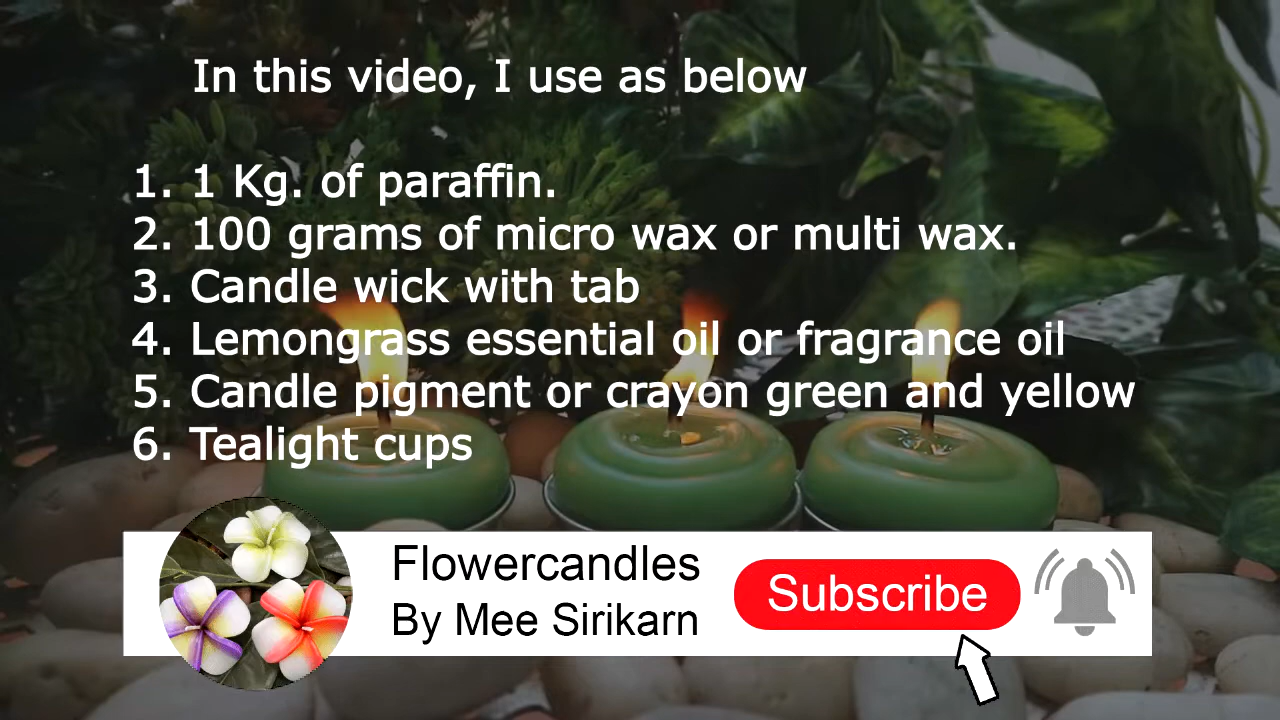 In this video, I use as below
1. 1 Kg. of paraffin.
2. 100 grams of micro wax or multi wax.
3. Candle wick with tab
4. Lemongrass essential oil or fragrance oil
5. Candle pigment or crayon green and yellow
6. Tealight cups
Flowercandles
By Mee Sirikarn
Subscribe